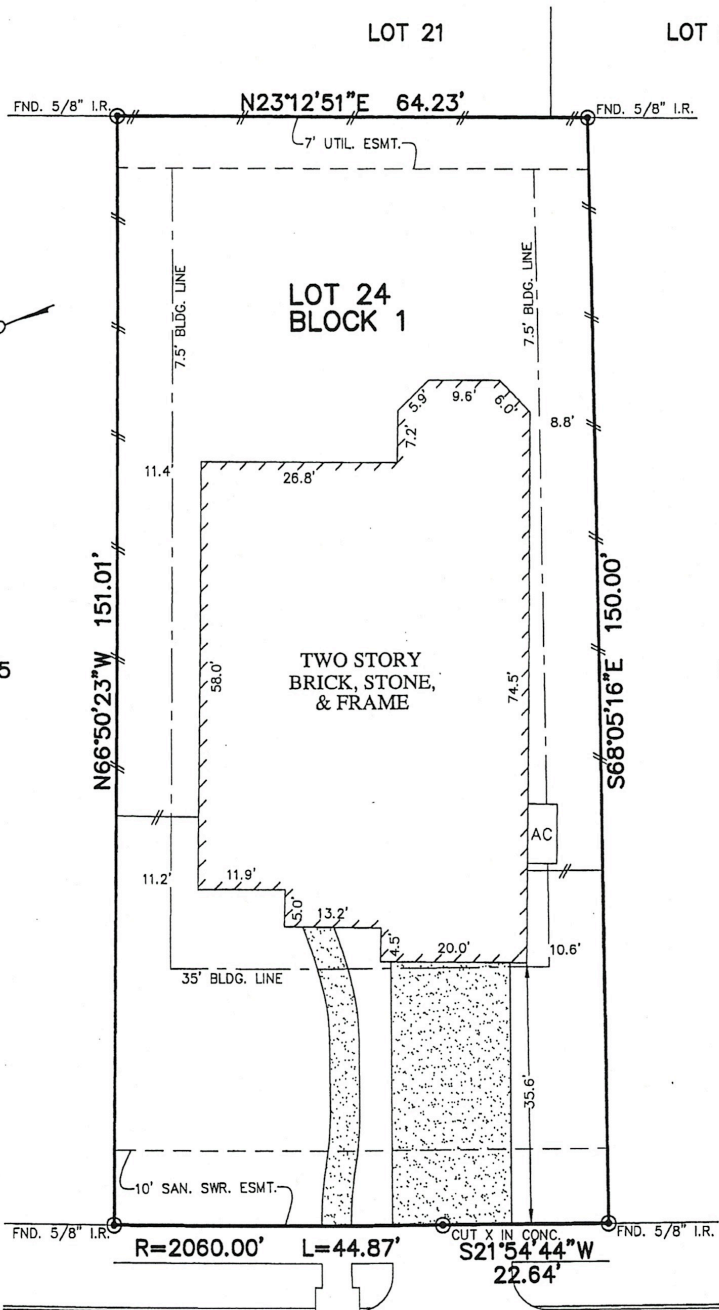 LOT 21
LOT
N23°12'51"E 64.23'
FND. 5/8" I.R.
FND. 5/8" I.R.
7' UTIL. ESMT.
7.5' BLDG. LINE
7.5' BLDG. LINE
LOT 24
BLOCK 1
5.9'
9.6'
6.0'
7.2'
8.8'
11.4'
26.8'
N66°50'23"W 151.01'
S68°05'16"E 150.00'
5
58.0'
TWO STORY
BRICK, STONE,
& FRAME
74.5'
AC
11.2'
11.9'
5.0'
13.2'
4.5'
20.0'
10.6'
35' BLDG. LINE
35.6'
10' SAN. SWR. ESMT.
FND. 5/8" I.R.
CUT X IN CONC.
FND. 5/8" I.R.
R=2060.00' L=44.87'
S21°54'44"W
22.64'